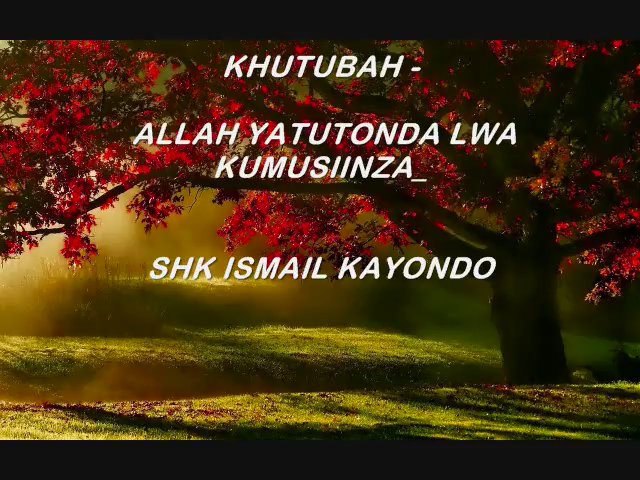 KHUTUBAH -
ALLAH YATUTONDA LWA
KUMUSIINZA_
SHK ISMAIL KAYONDO